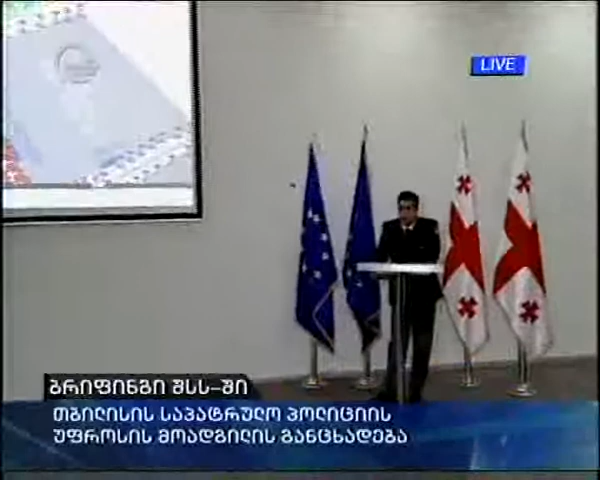 LIVE
ბრიფინგი შსს-ში
თბილისის საპატრულო პოლიციის
უფროსის მოადგილის განცხადება